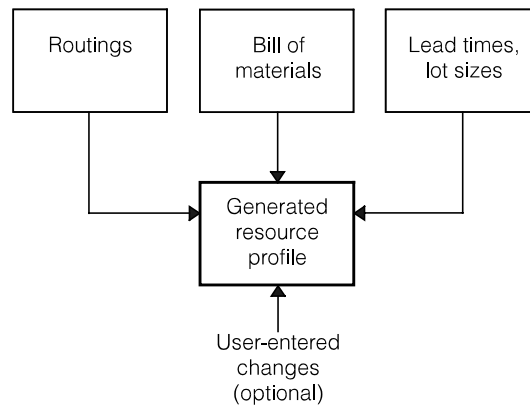 Routings
Bill of
materials
Lead times,
lot sizes
Generated
resource
profile
User-entered
changes
(optional)